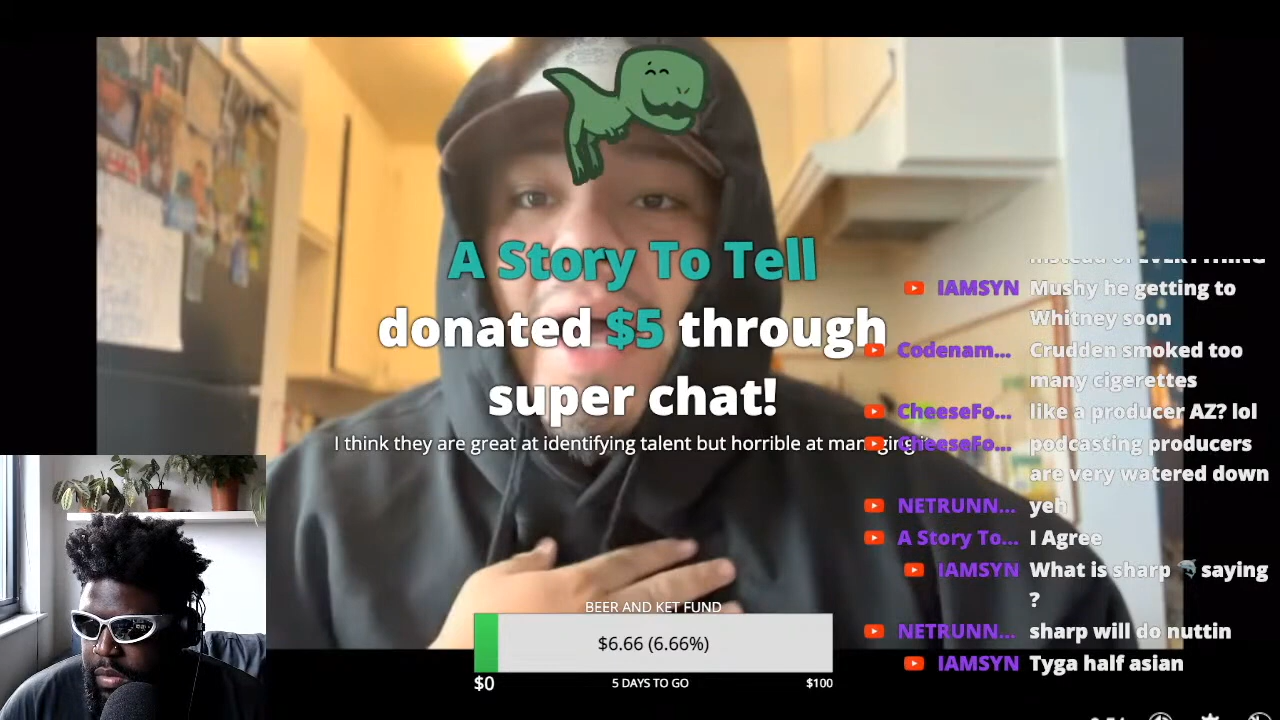 A Story To Tell
donated $5 through
super chat!
I think they are great at identifying talent but horrible at
BEER AND KET FUND
$6.66 (6.66%)
$0 5 DAYS TO GO $100
instead of EVERYTHING
IAMSYN Mushy he getting to
Whitney soon
Codenam... Crudden smoked too
many cigerettes
CheeseFo... like a producer AZ? lol
CheeseFo... podcasting producers
are very watered down
NETRUNN... yeh
A Story To... I Agree
IAMSYN What is sharp 🦈 saying
?
NETRUNN... sharp will do nuttin
IAMSYN Tyga half asian